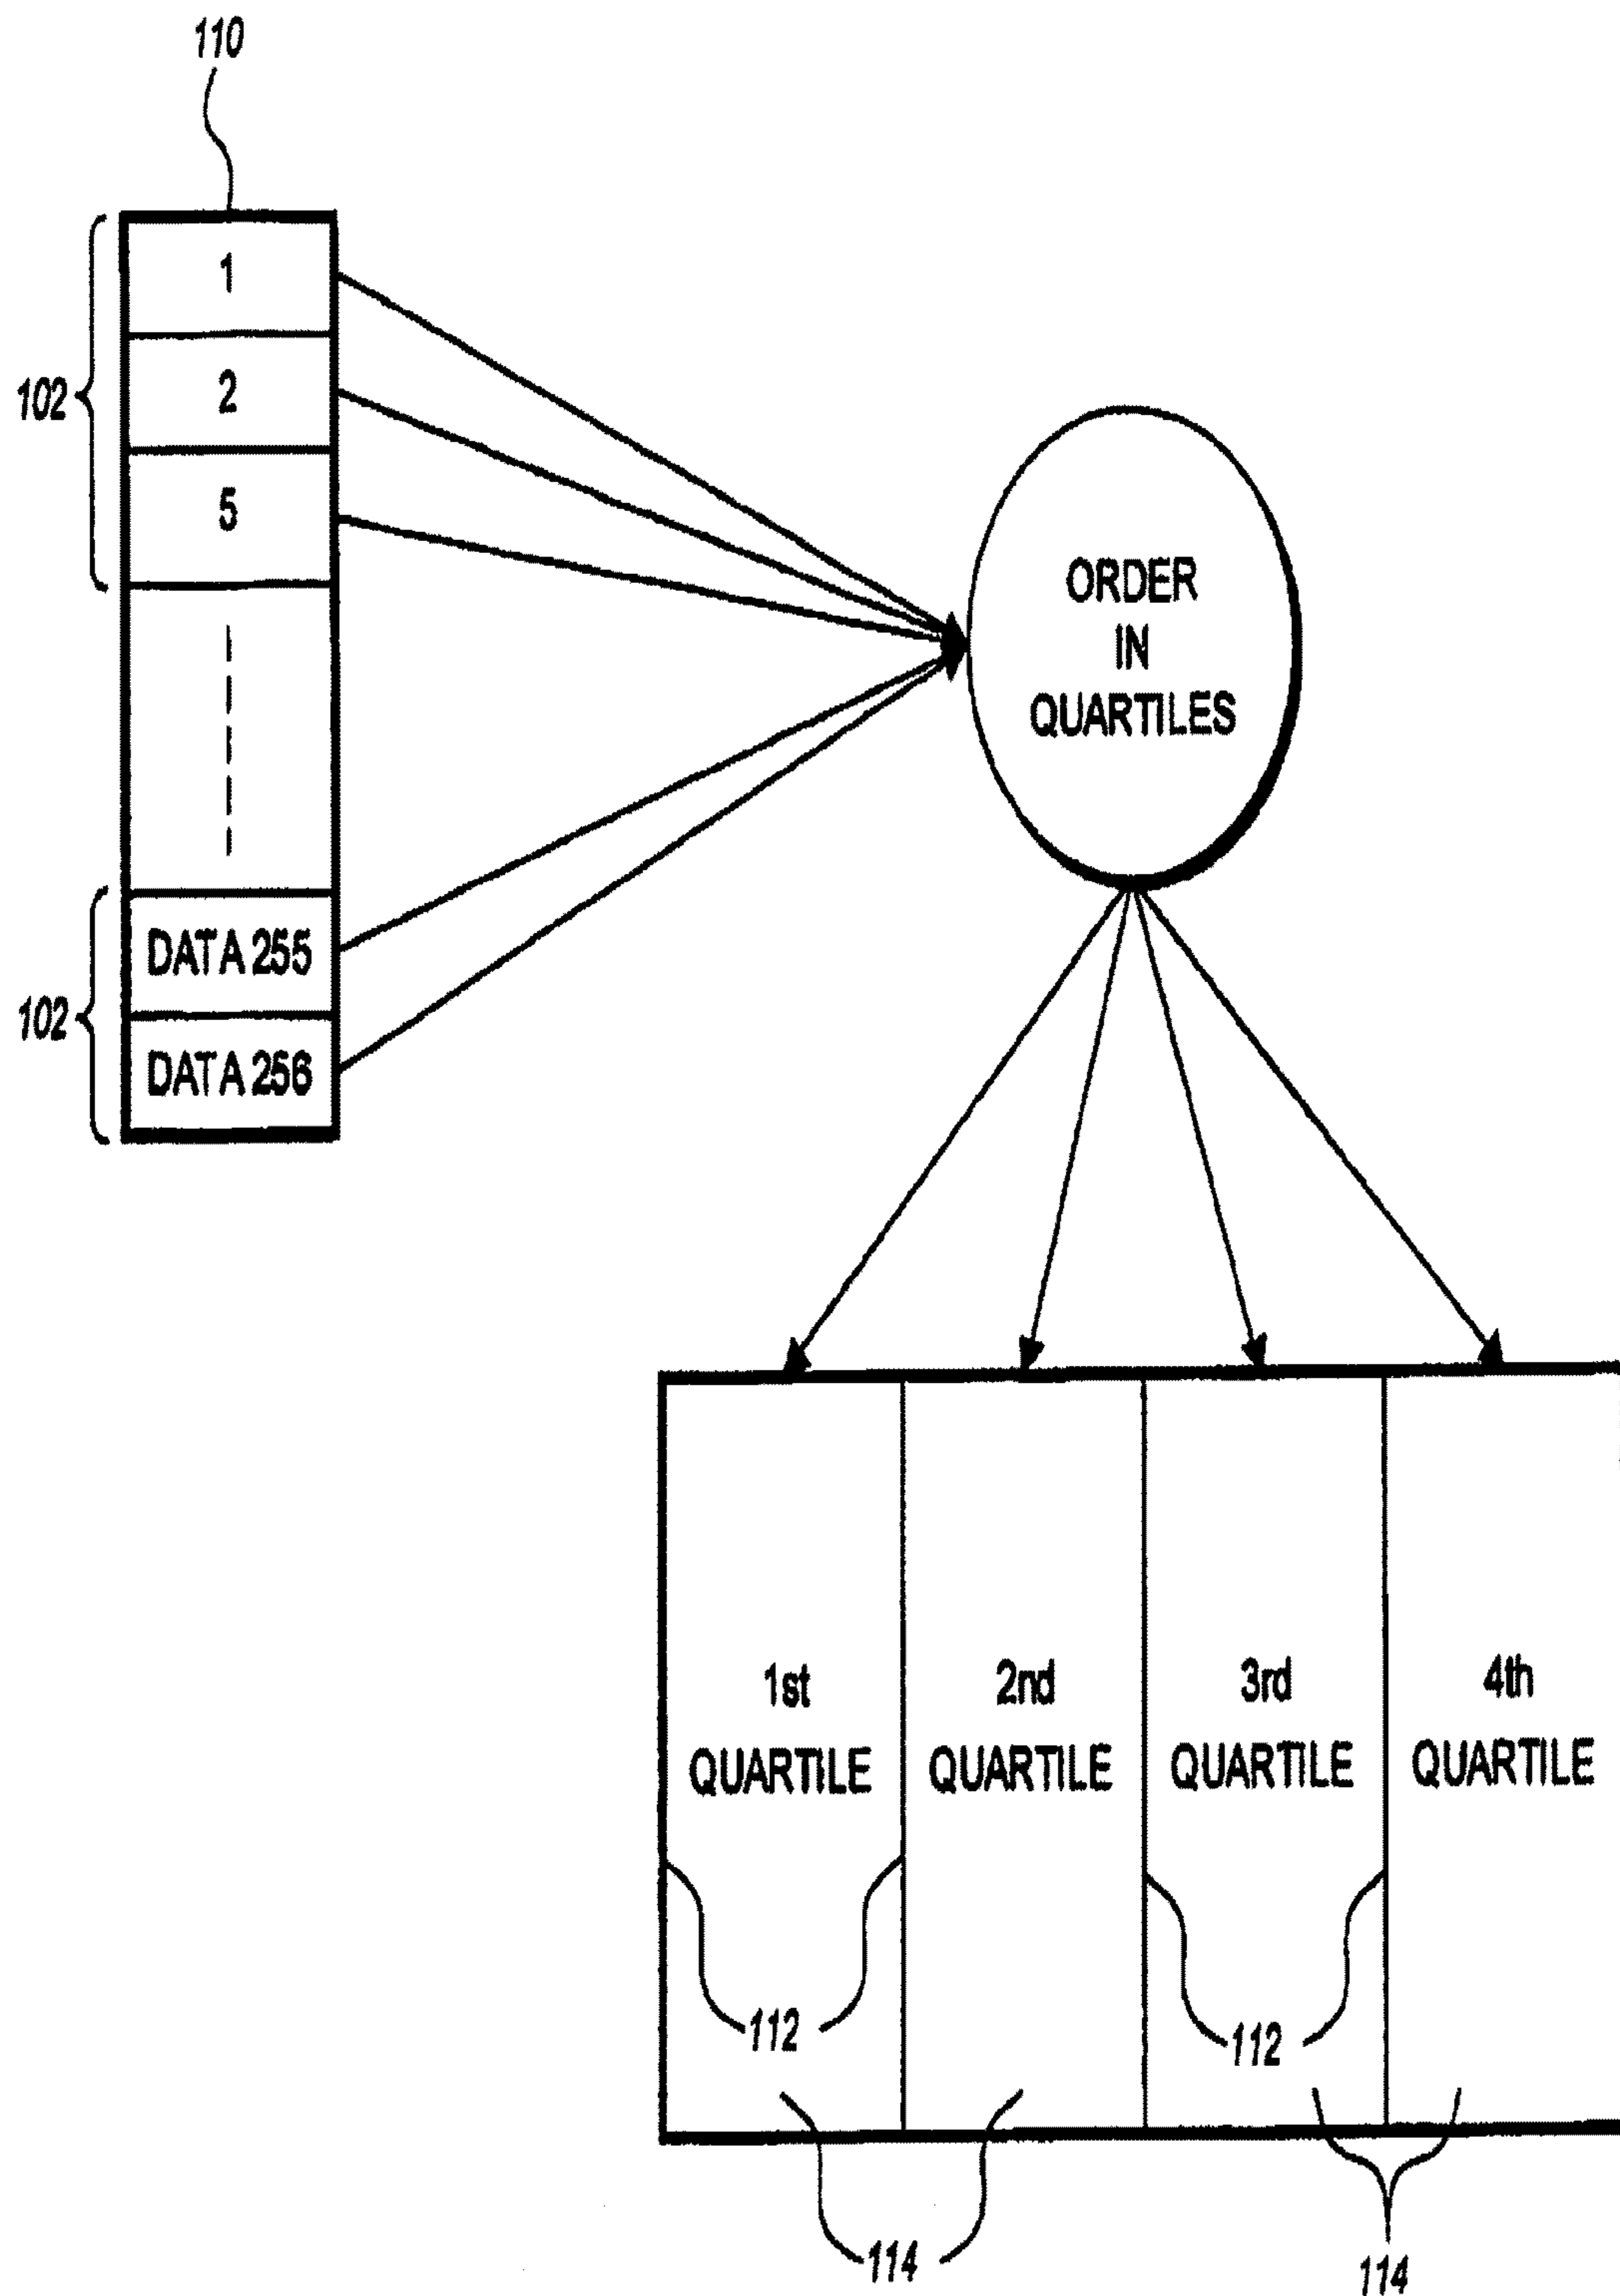 110
1
2
102
5
ORDER
IN
QUARTILES
DATA 255
102
DATA 256
1st
QUARTILE
2nd
QUARTILE
3rd
QUARTILE
4th
QUARTILE
112
112
114
114